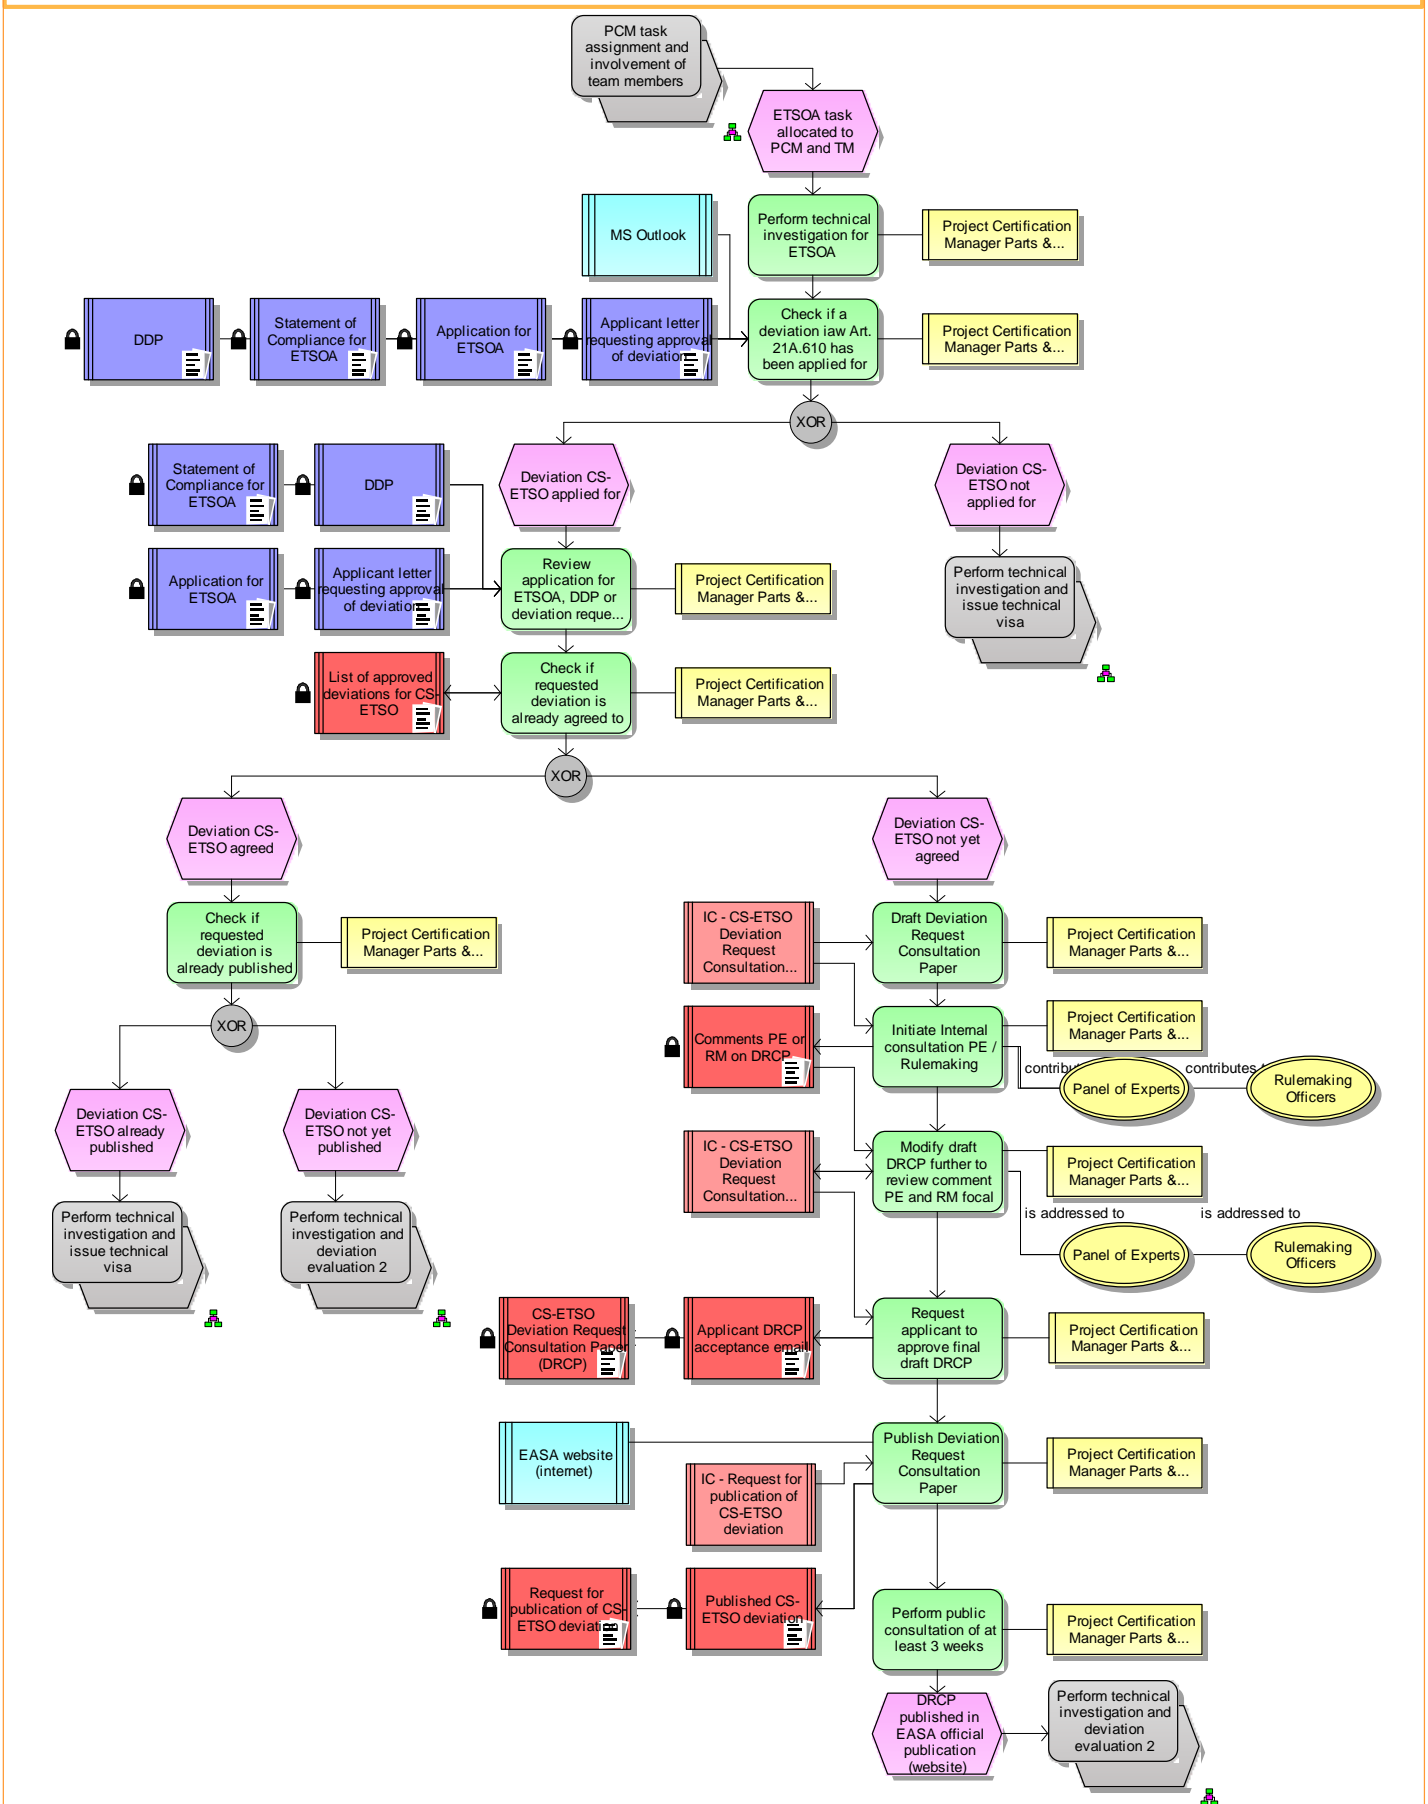 PCM task
assignment and
involvement of
team members
ETSOA task
allocated to
PCM and TM
MS Outlook
Perform technical
investigation for
ETSOA
Project Certification
Manager Parts &...
DDP
Statement of
Compliance for
ETSOA
Application for
ETSOA
Applicant letter
requesting approval
of deviation
Check if a
deviation iaw Art.
21A.610 has
been applied for
Project Certification
Manager Parts &...
XOR
Statement of
Compliance for
ETSOA
DDP
Deviation CS-
ETSO applied for
Deviation CS-
ETSO not
applied for
Application for
ETSOA
Applicant letter
requesting approval
of deviation
Review
application for
ETSOA, DDP or
deviation reque...
Project Certification
Manager Parts &...
Perform technical
investigation and
issue technical
visa
List of approved
deviations for CS-
ETSO
Check if
requested
deviation is
already agreed to
Project Certification
Manager Parts &...
XOR
Deviation CS-
ETSO agreed
Deviation CS-
ETSO not yet
agreed
Check if
requested
deviation is
already published
Project Certification
Manager Parts &...
IC - CS-ETSO
Deviation
Request
Consultation...
Draft Deviation
Request
Consultation
Paper
Project Certification
Manager Parts &...
XOR
Comments PE or
RM on DRCP
Initiate Internal
consultation PE /
Rulemaking
Project Certification
Manager Parts &...
Panel of Experts
contributes
Rulemaking
Officers
Deviation CS-
ETSO already
published
Deviation CS-
ETSO not yet
published
IC - CS-ETSO
Deviation
Request
Consultation...
Modify draft
DRCP further to
review comment
PE and RM focal
Project Certification
Manager Parts &...
is addressed to
Panel of Experts
is addressed to
Rulemaking
Officers
Perform technical
investigation and
issue technical
visa
Perform technical
investigation and
deviation
evaluation 2
CS-ETSO
Deviation Request
Consultation Paper
(DRCP)
Applicant DRCP
acceptance email
Request
applicant to
approve final
draft DRCP
Project Certification
Manager Parts &...
EASA website
(internet)
IC - Request for
publication of
CS-ETSO
deviation
Publish Deviation
Request
Consultation
Paper
Project Certification
Manager Parts &...
Request for
publication of CS-
ETSO deviation
Published CS-
ETSO deviation
Perform public
consultation of at
least 3 weeks
Project Certification
Manager Parts &...
DRCP
published in
EASA official
publication
(website)
Perform technical
investigation and
deviation
evaluation 2